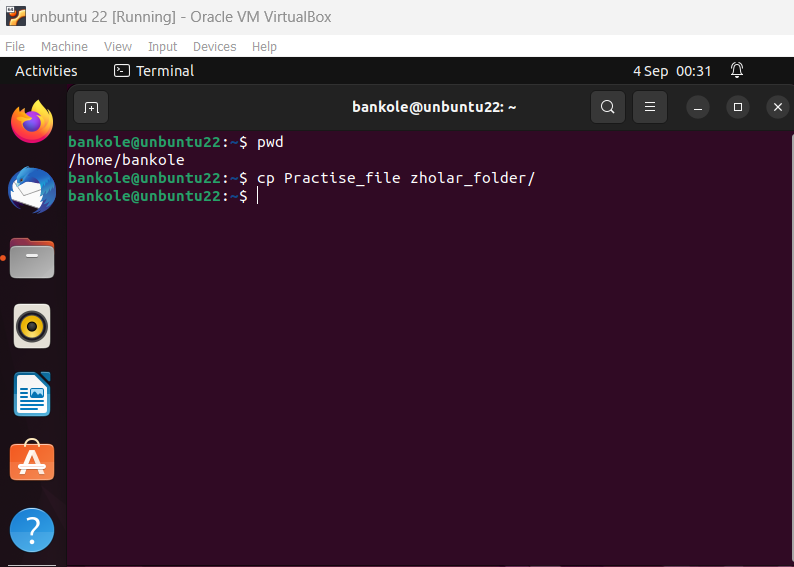 unbuntu 22 [Running] - Oracle VM VirtualBox
File Machine View Input Devices Help
Activities Terminal 4 Sep 00:31
bankole@unbuntu22: ~
bankole@unbuntu22:~$ pwd
/home/bankole
bankole@unbuntu22:~$ cp Practise_file zholar_folder/
bankole@unbuntu22:~$
?